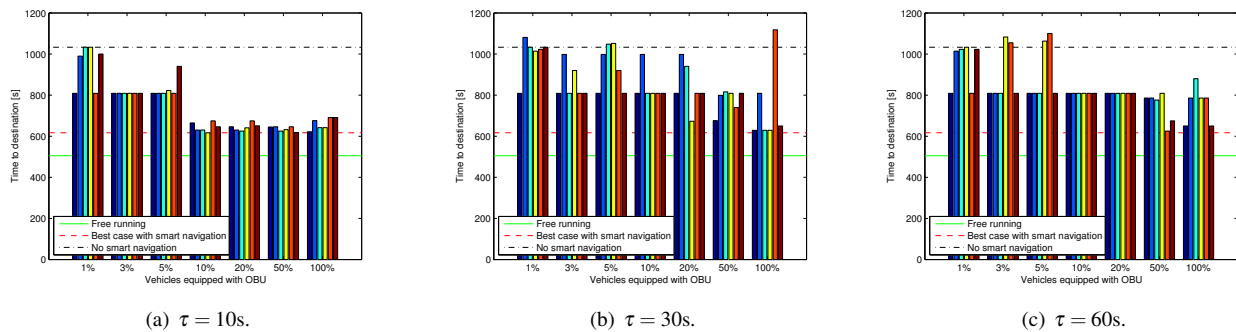 1200
1000
800
600
400
200
0
Time to destination [s]
Free running
Best case with smart navigation
No smart navigation
1% 3% 5% 10% 20% 50% 100%
Vehicles equipped with OBU
(a) τ = 10s.
1200
1000
800
600
400
200
0
Time to destination [s]
Free running
Best case with smart navigation
No smart navigation
1% 3% 5% 10% 20% 50% 100%
Vehicles equipped with OBU
(b) τ = 30s.
1200
1000
800
600
400
200
0
Time to destination [s]
Free running
Best case with smart navigation
No smart navigation
1% 3% 5% 10% 20% 50% 100%
Vehicles equipped with OBU
(c) τ = 60s.